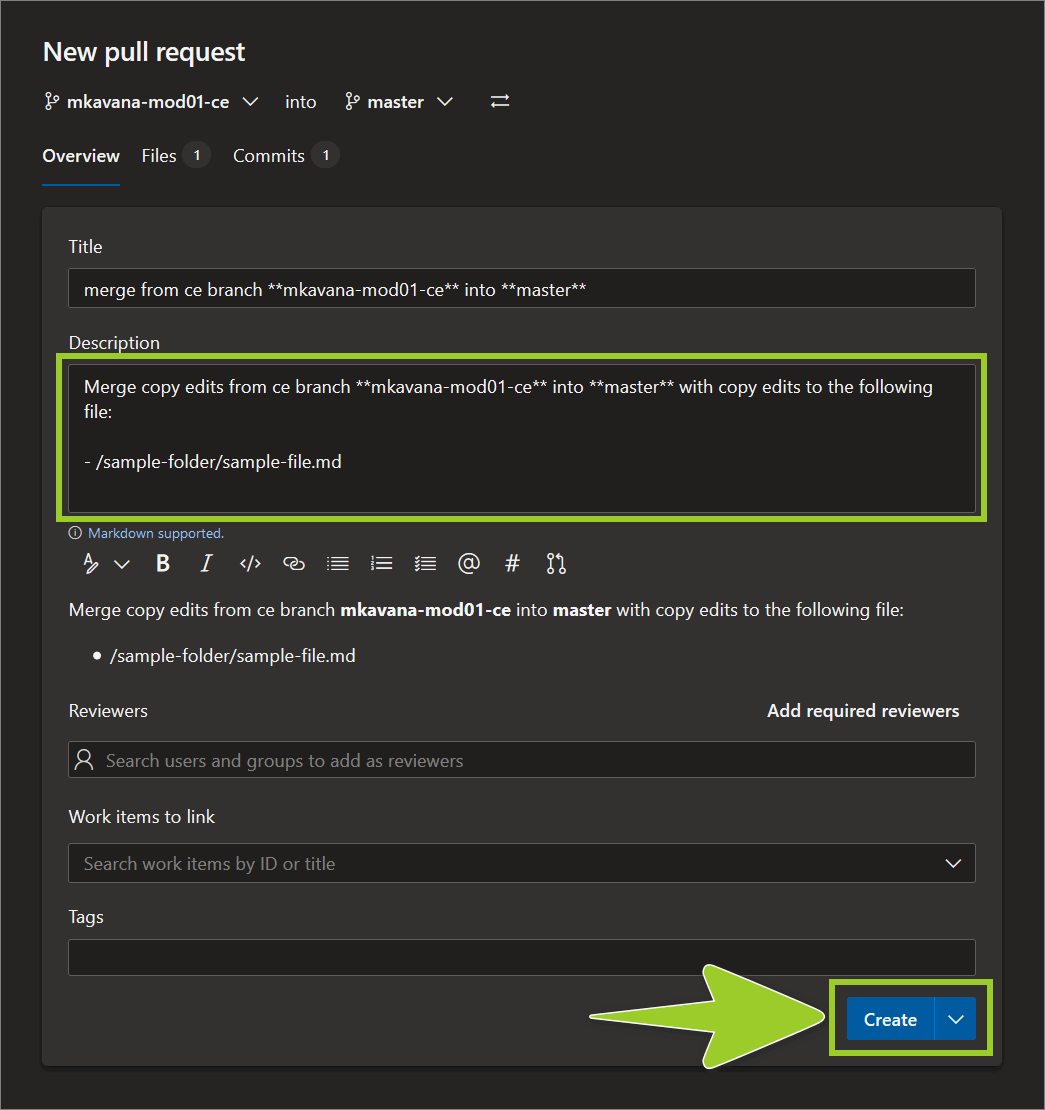 New pull request
mkavana-mod01-ce into master
Overview Files 1 Commits 1
Title
merge from ce branch **mkavana-mod01-ce** into **master**
Description
Merge copy edits from ce branch **mkavana-mod01-ce** into **master** with copy edits to the following
file:
- /sample-folder/sample-file.md
Markdown supported.
Merge copy edits from ce branch mkavana-mod01-ce into master with copy edits to the following file:
• /sample-folder/sample-file.md
Reviewers Add required reviewers
Search users and groups to add as reviewers
Work items to link
Search work items by ID or title
Tags
Create